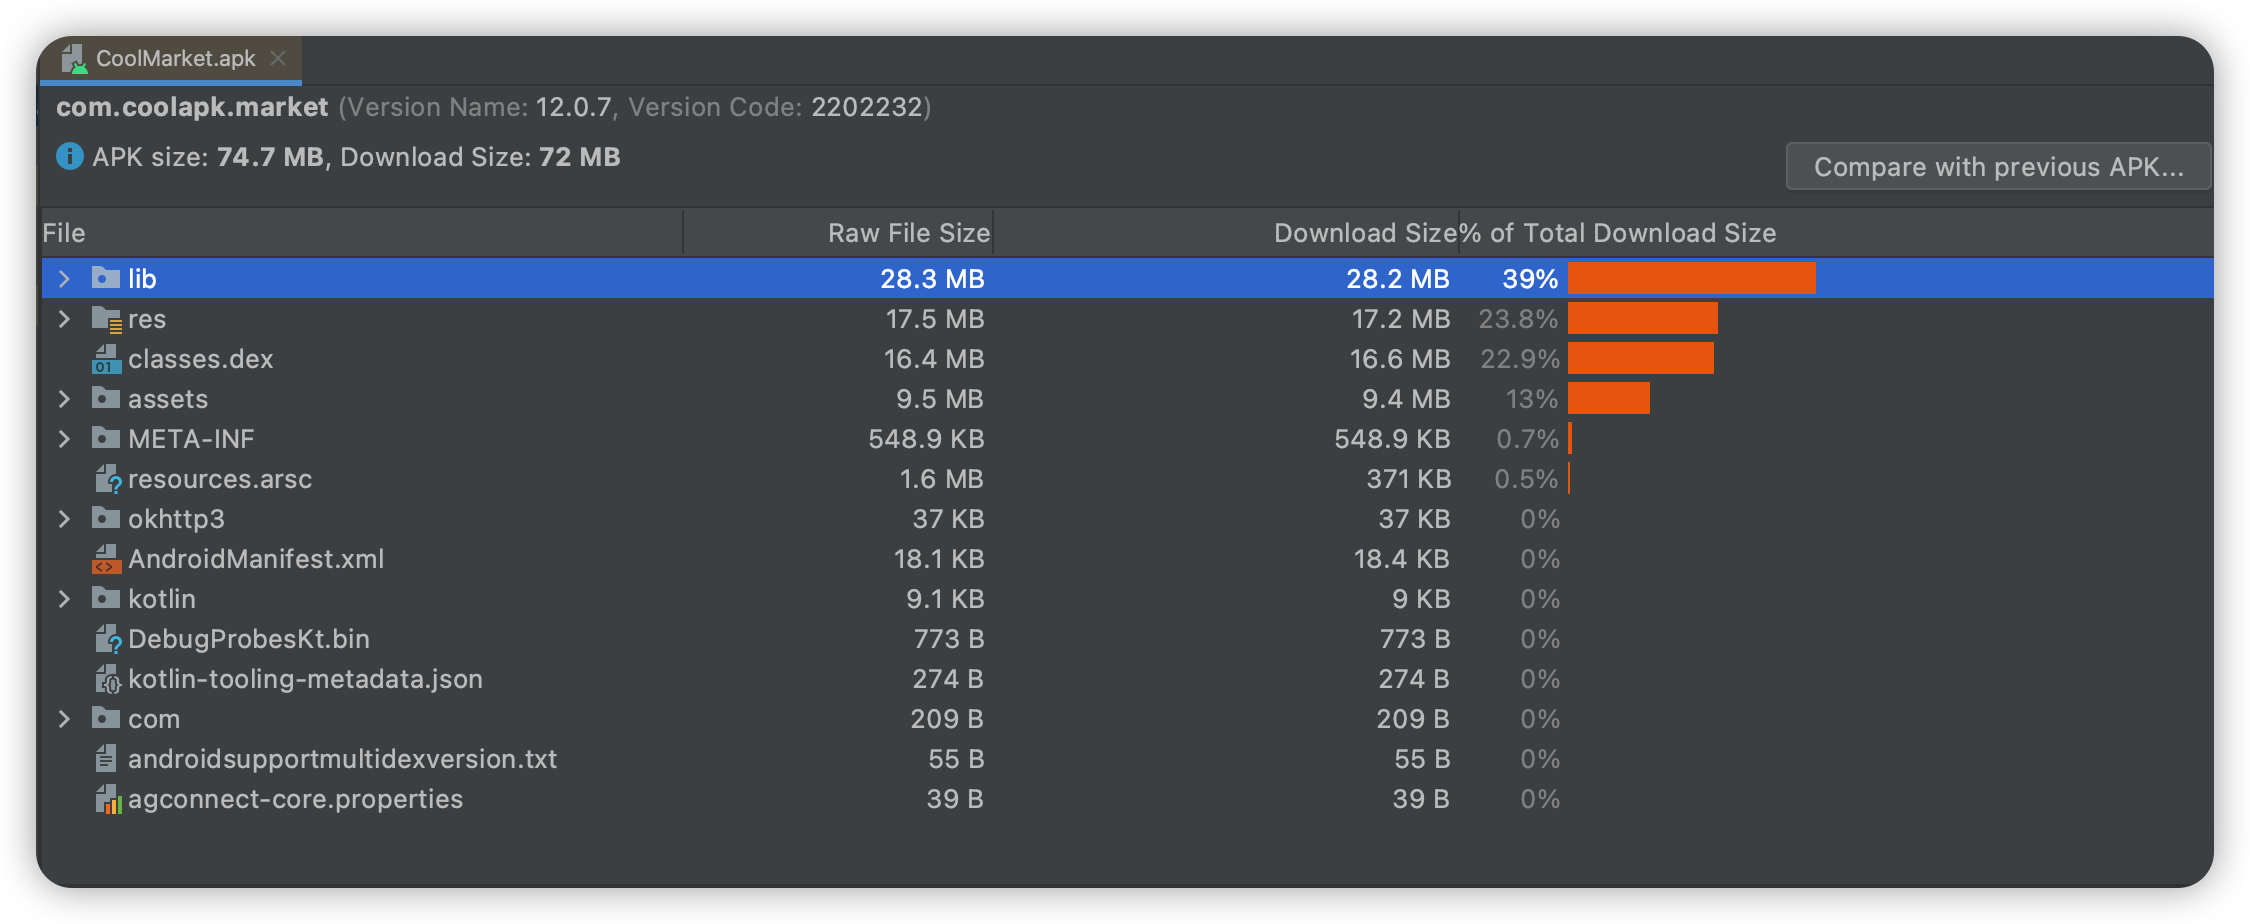 CoolMarket.apk
com.coolapk.market (Version Name: 12.0.7, Version Code: 2202232)
APK size: 74.7 MB, Download Size: 72 MB
Compare with previous APK...
File Raw File Size Download Size % of Total Download Size
lib 28.3 MB 28.2 MB 39%
res 17.5 MB 17.2 MB 23.8%
classes.dex 16.4 MB 16.6 MB 22.9%
assets 9.5 MB 9.4 MB 13%
META-INF 548.9 KB 548.9 KB 0.7%
resources.arsc 1.6 MB 371 KB 0.5%
okhttp3 37 KB 37 KB 0%
AndroidManifest.xml 18.1 KB 18.4 KB 0%
kotlin 9.1 KB 9 KB 0%
DebugProbesKt.bin 773 B 773 B 0%
kotlin-tooling-metadata.json 274 B 274 B 0%
com 209 B 209 B 0%
androidsupportmultidexversion.txt 55 B 55 B 0%
agconnect-core.properties 39 B 39 B 0%